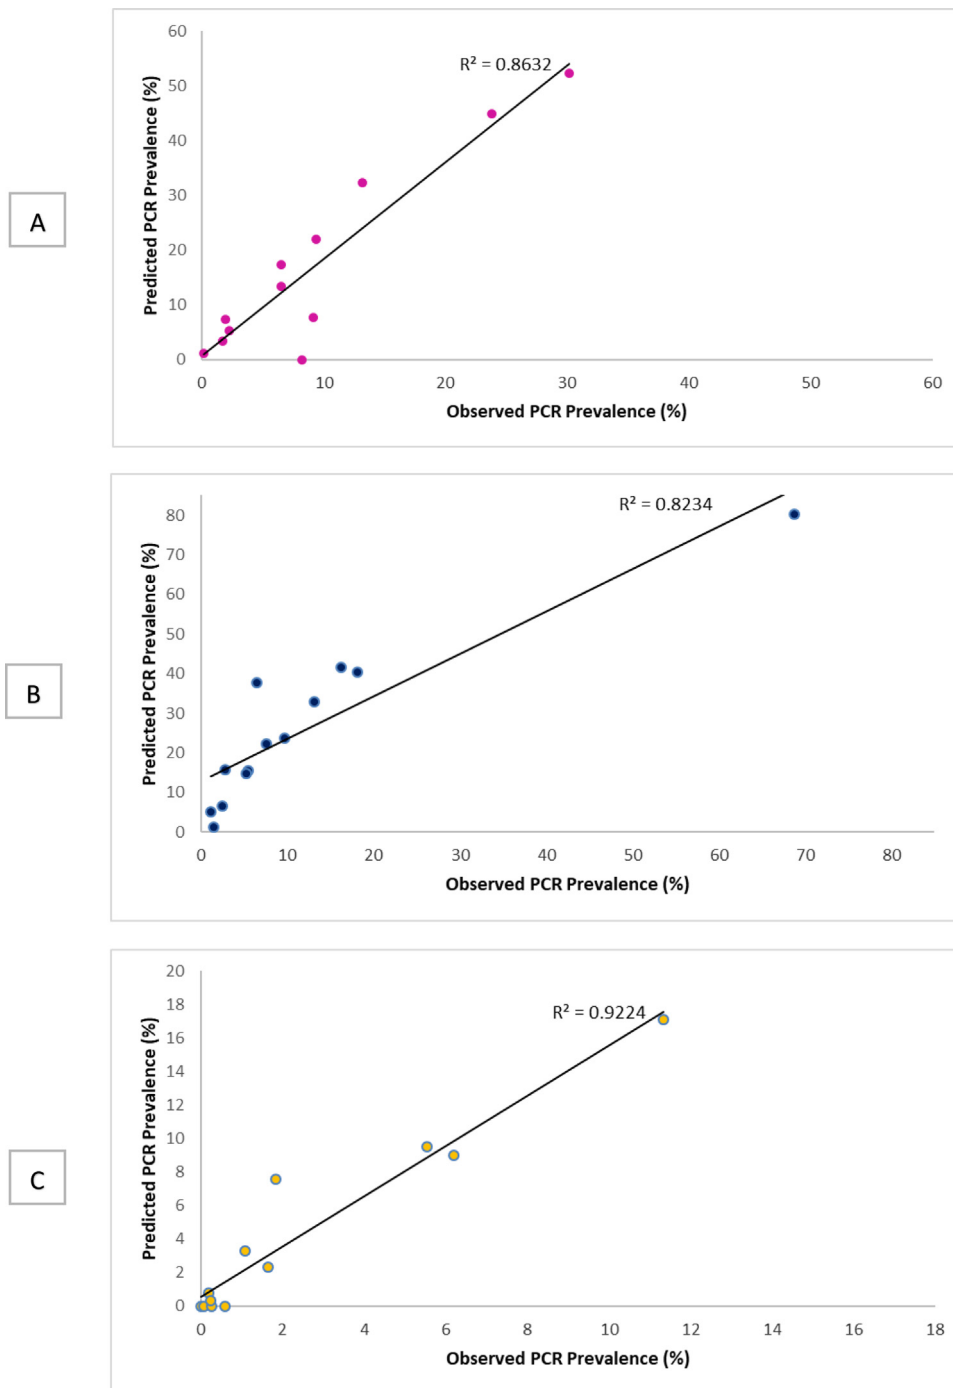 A
60
50
40
30
20
10
0
Predicted PCR Prevalence (%)
R² = 0.8632
0 10 20 30 40 50 60
Observed PCR Prevalence (%)
B
80
70
60
50
40
30
20
10
0
Predicted PCR Prevalence (%)
R² = 0.8234
0 10 20 30 40 50 60 70 80
Observed PCR Prevalence (%)
C
20
18
16
14
12
10
8
6
4
2
0
Predicted PCR Prevalence (%)
R² = 0.9224
0 2 4 6 8 10 12 14 16 18
Observed PCR Prevalence (%)